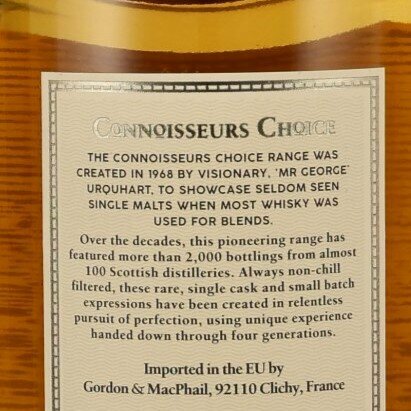 CONNOISSEURS CHOICE
THE CONNOISSEURS CHOICE RANGE WAS
CREATED IN 1968 BY VISIONARY, 'MR GEORGE'
URQUHART, TO SHOWCASE SELDOM SEEN
SINGLE MALTS WHEN MOST WHISKY WAS
USED FOR BLENDS.
Over the decades, this pioneering range has
featured more than 2,000 bottlings from almost
100 Scottish distilleries. Always non-chill
filtered, these rare, single cask and small batch
expressions have been created in relentless
pursuit of perfection, using unique experience
handed down through four generations.
Imported in the EU by
Gordon & MacPhail, 92110 Clichy, France